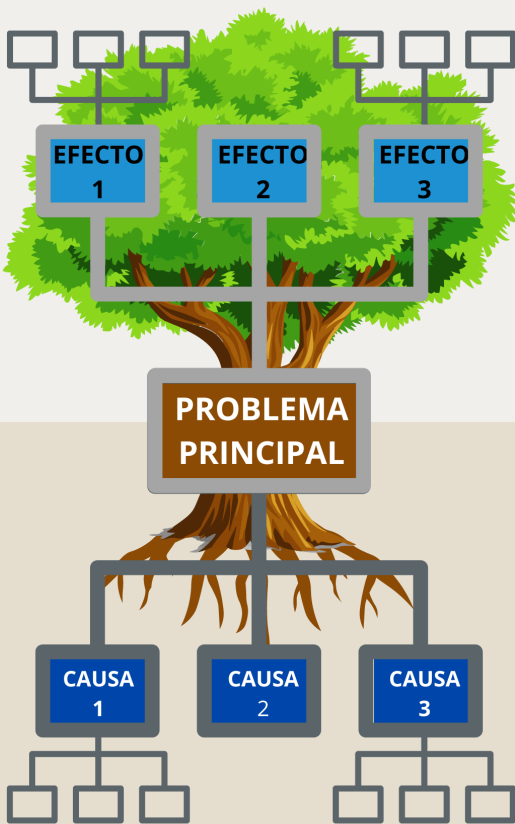 EFECTO
1
EFECTO
2
EFECTO
3
PROBLEMA
PRINCIPAL
CAUSA
1
CAUSA
2
CAUSA
3